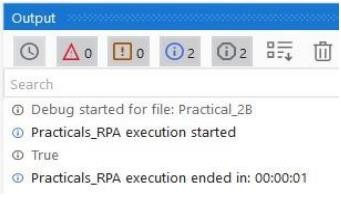 Output
0 0 2 2
Search
Debug started for file: Practical_2B
Practicals_RPA execution started
True
Practicals_RPA execution ended in: 00:00:01